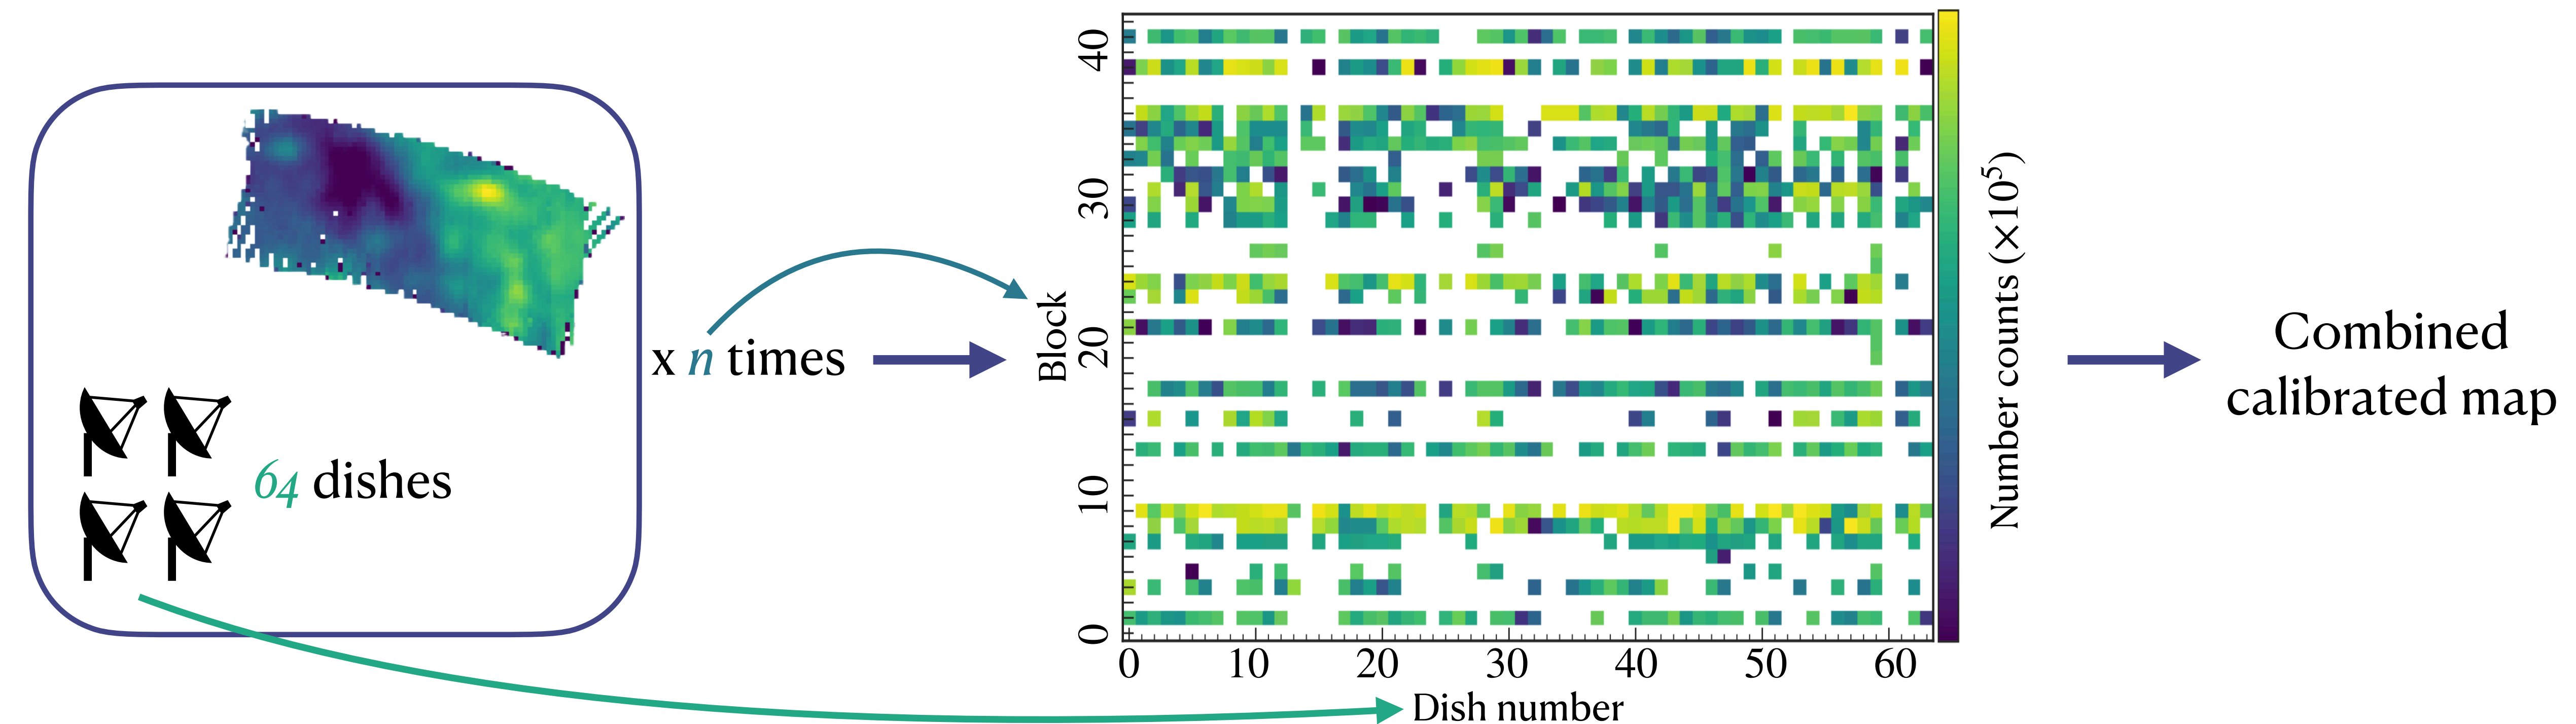 64 dishes
x n times
Block
40
30
20
10
0
0 10 20 30 40 50 60
Dish number
Number counts (×10⁵)
Combined
calibrated map